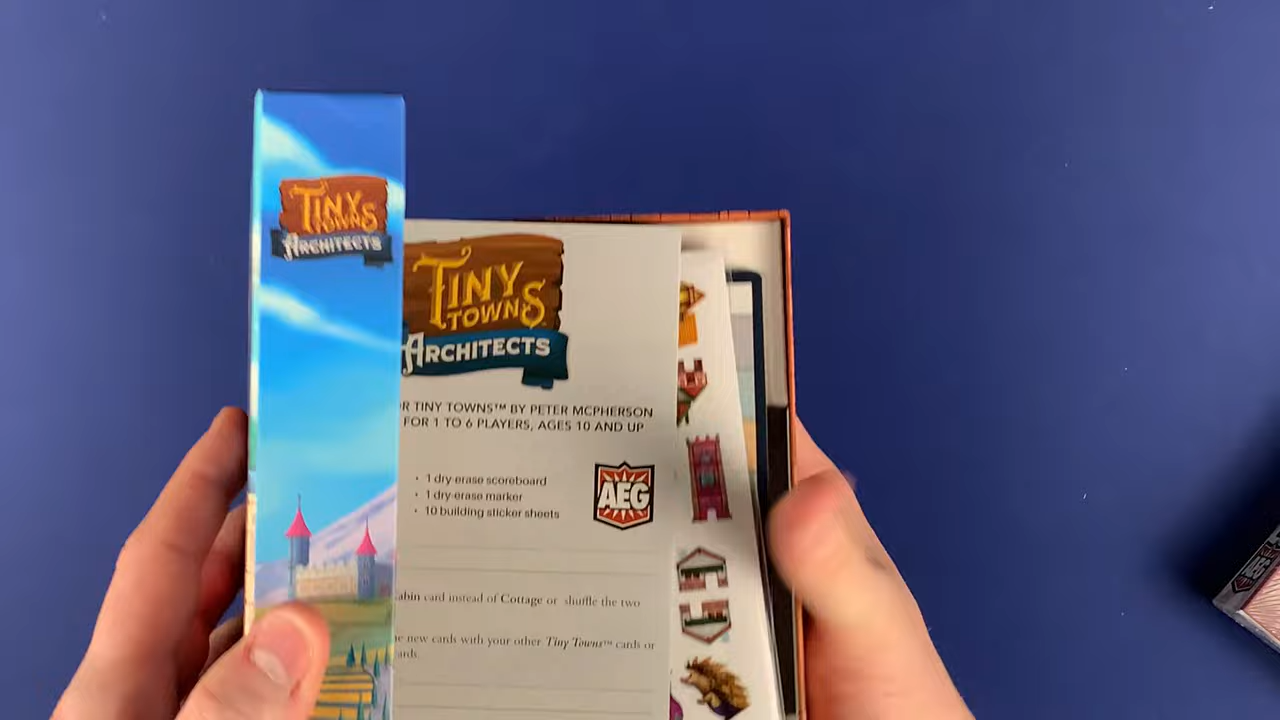 TINY
TOWNS
ARCHITECTS
TINY
TOWNS
ARCHITECTS
TINY TOWNS™ BY PETER MCPHERSON
FOR 1 TO 6 PLAYERS, AGES 10 AND UP
• 1 dry erase scoreboard
• 1 dry-erase marker
• 10 building sticker sheets
AEG
card instead of Cottage or shuffle the two
new cards with your other Tiny Towns™ cards or
AEG